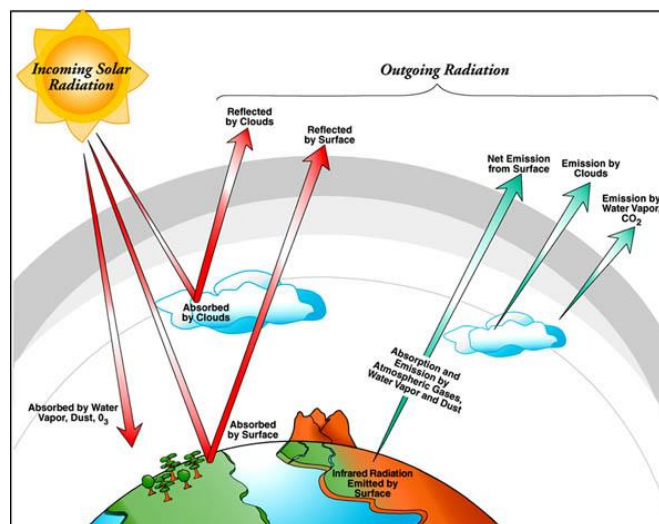 Incoming Solar
Radiation
Outgoing Radiation
Reflected
by Clouds
Reflected
by Surface
Net Emission
from Surface
Emission by
Clouds
Emission by
Water Vapor,
CO2
Absorbed
by Clouds
Absorption and
Emission by
Atmospheric Gases,
Water Vapor and Dust
Absorbed by Water
Vapor, Dust, 03
Absorbed
by Surface
Infrared Radiation
Emitted by
Surface